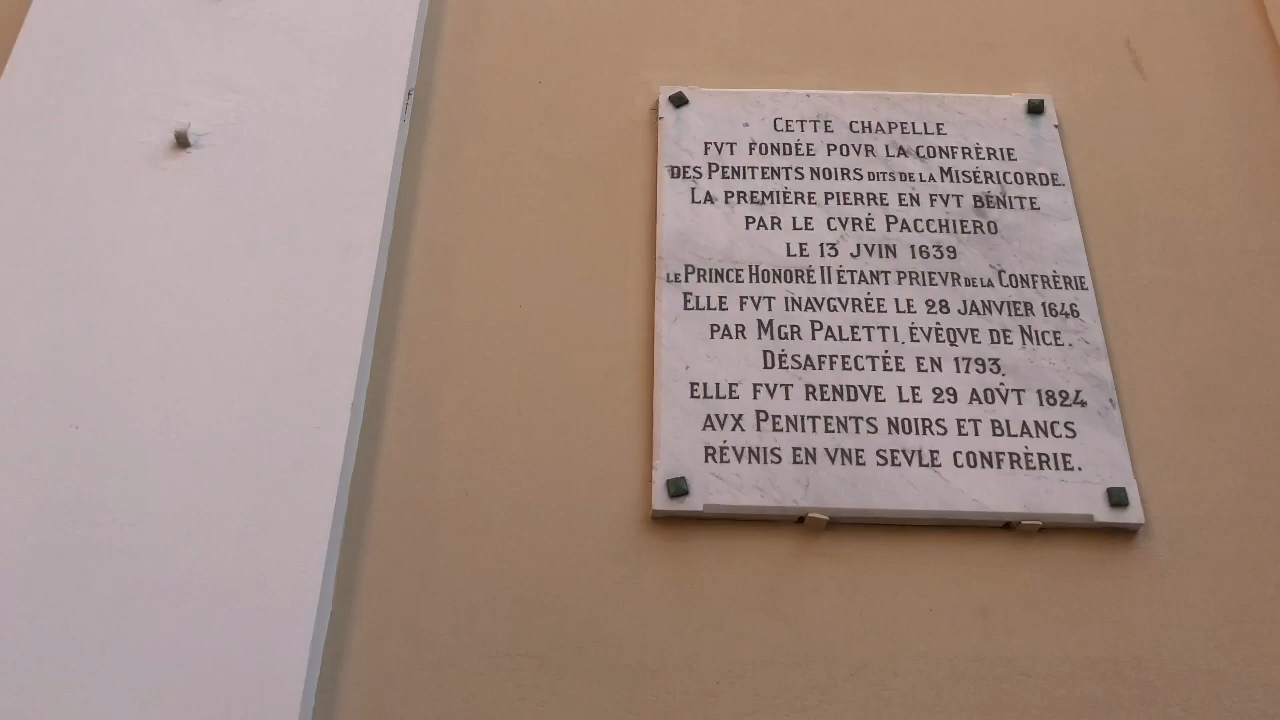 CETTE CHAPELLE
FVT FONDÉE POVR LA CONFRÈRIE
DES PENITENTS NOIRS DITS DE LA MISÉRICORDE.
LA PREMIÈRE PIERRE EN FVT BÉNITE
PAR LE CVRÉ PACCHIERO
LE 13 JVIN 1639
LE PRINCE HONORÉ II ÉTANT PRIEVR DE LA CONFRÈRIE
ELLE FVT INAVGVRÉE LE 28 JANVIER 1646
PAR MGR PALETTI, ÉVÊQVE DE NICE.
DÉSAFFECTÉE EN 1793,
ELLE FVT RENDVE LE 29 AOV̂T 1824
AVX PENITENTS NOIRS ET BLANCS
RÉVNIS EN VNE SEVLE CONFRÈRIE.